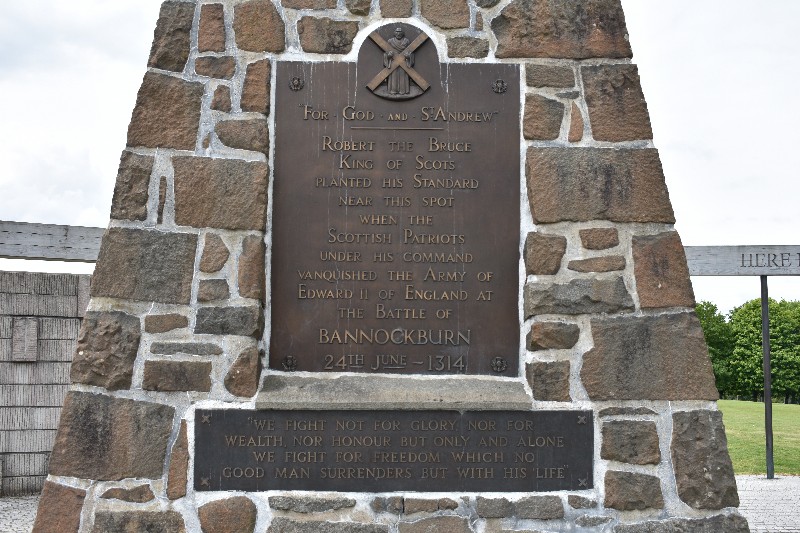 "For - God - and - St Andrew"
Robert the Bruce
King of Scots
planted his Standard
near this spot
when the
Scottish Patriots
under his command
vanquished the Army of
Edward II of England at
the Battle of
BANNOCKBURN
24TH June - 1314
"We fight not for glory, nor for
wealth, nor honour but only and alone
we fight for freedom which no
good man surrenders but with his life"
HERE